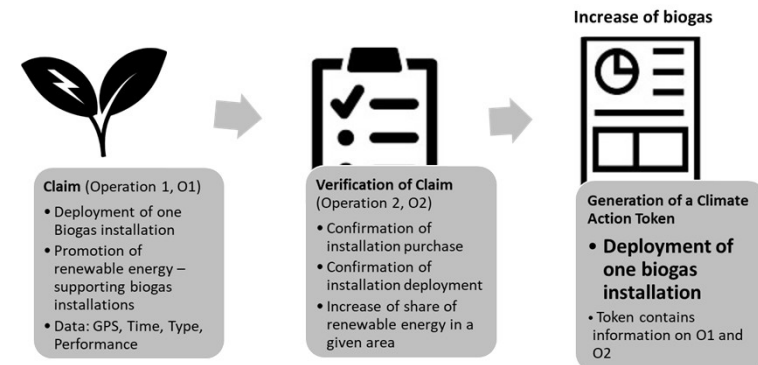 Increase of biogas
Claim (Operation 1, O1)
• Deployment of one
Biogas installation
• Promotion of
renewable energy –
supporting biogas
installations
• Data: GPS, Time, Type,
Performance
Verification of Claim
(Operation 2, O2)
• Confirmation of
installation purchase
• Confirmation of
installation deployment
• Increase of share of
renewable energy in a
given area
Generation of a Climate
Action Token
• Deployment of
one biogas
installation
• Token contains
information on O1 and
O2